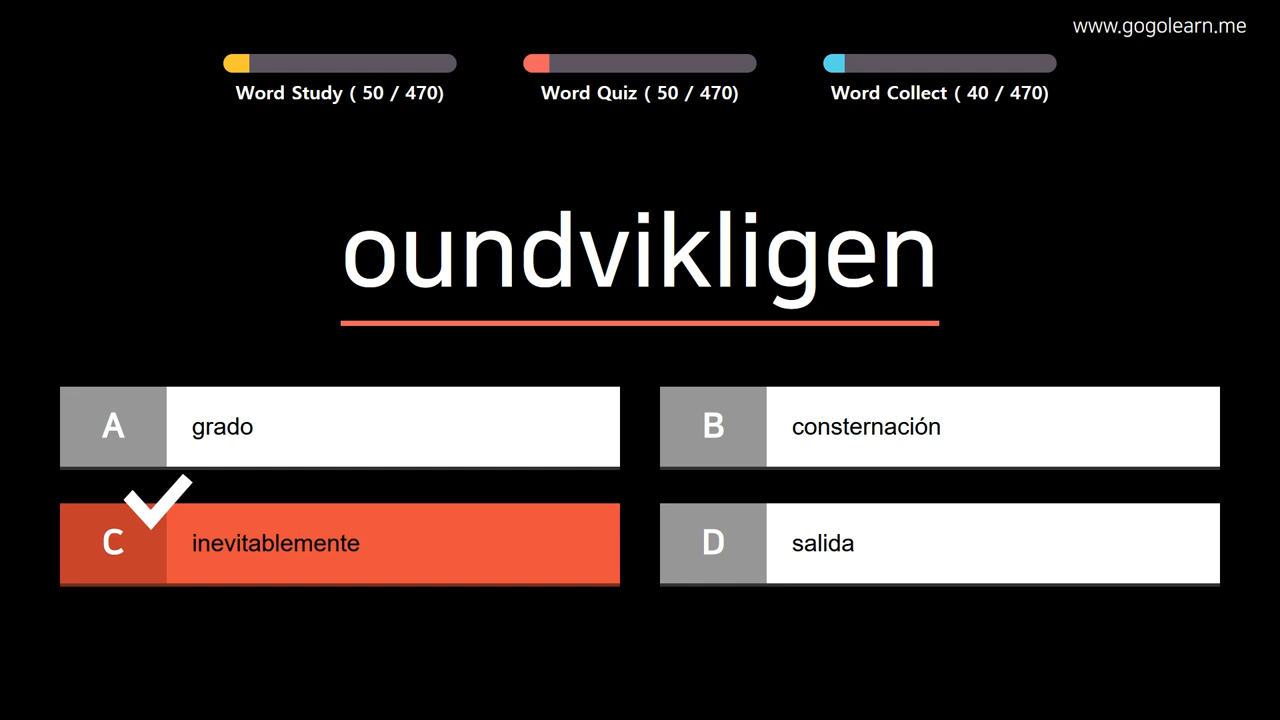 www.gogolearn.me
Word Study ( 50 / 470)
Word Quiz ( 50 / 470)
Word Collect ( 40 / 470)
oundvikligen
A grado
B consternación
C inevitablemente
D salida